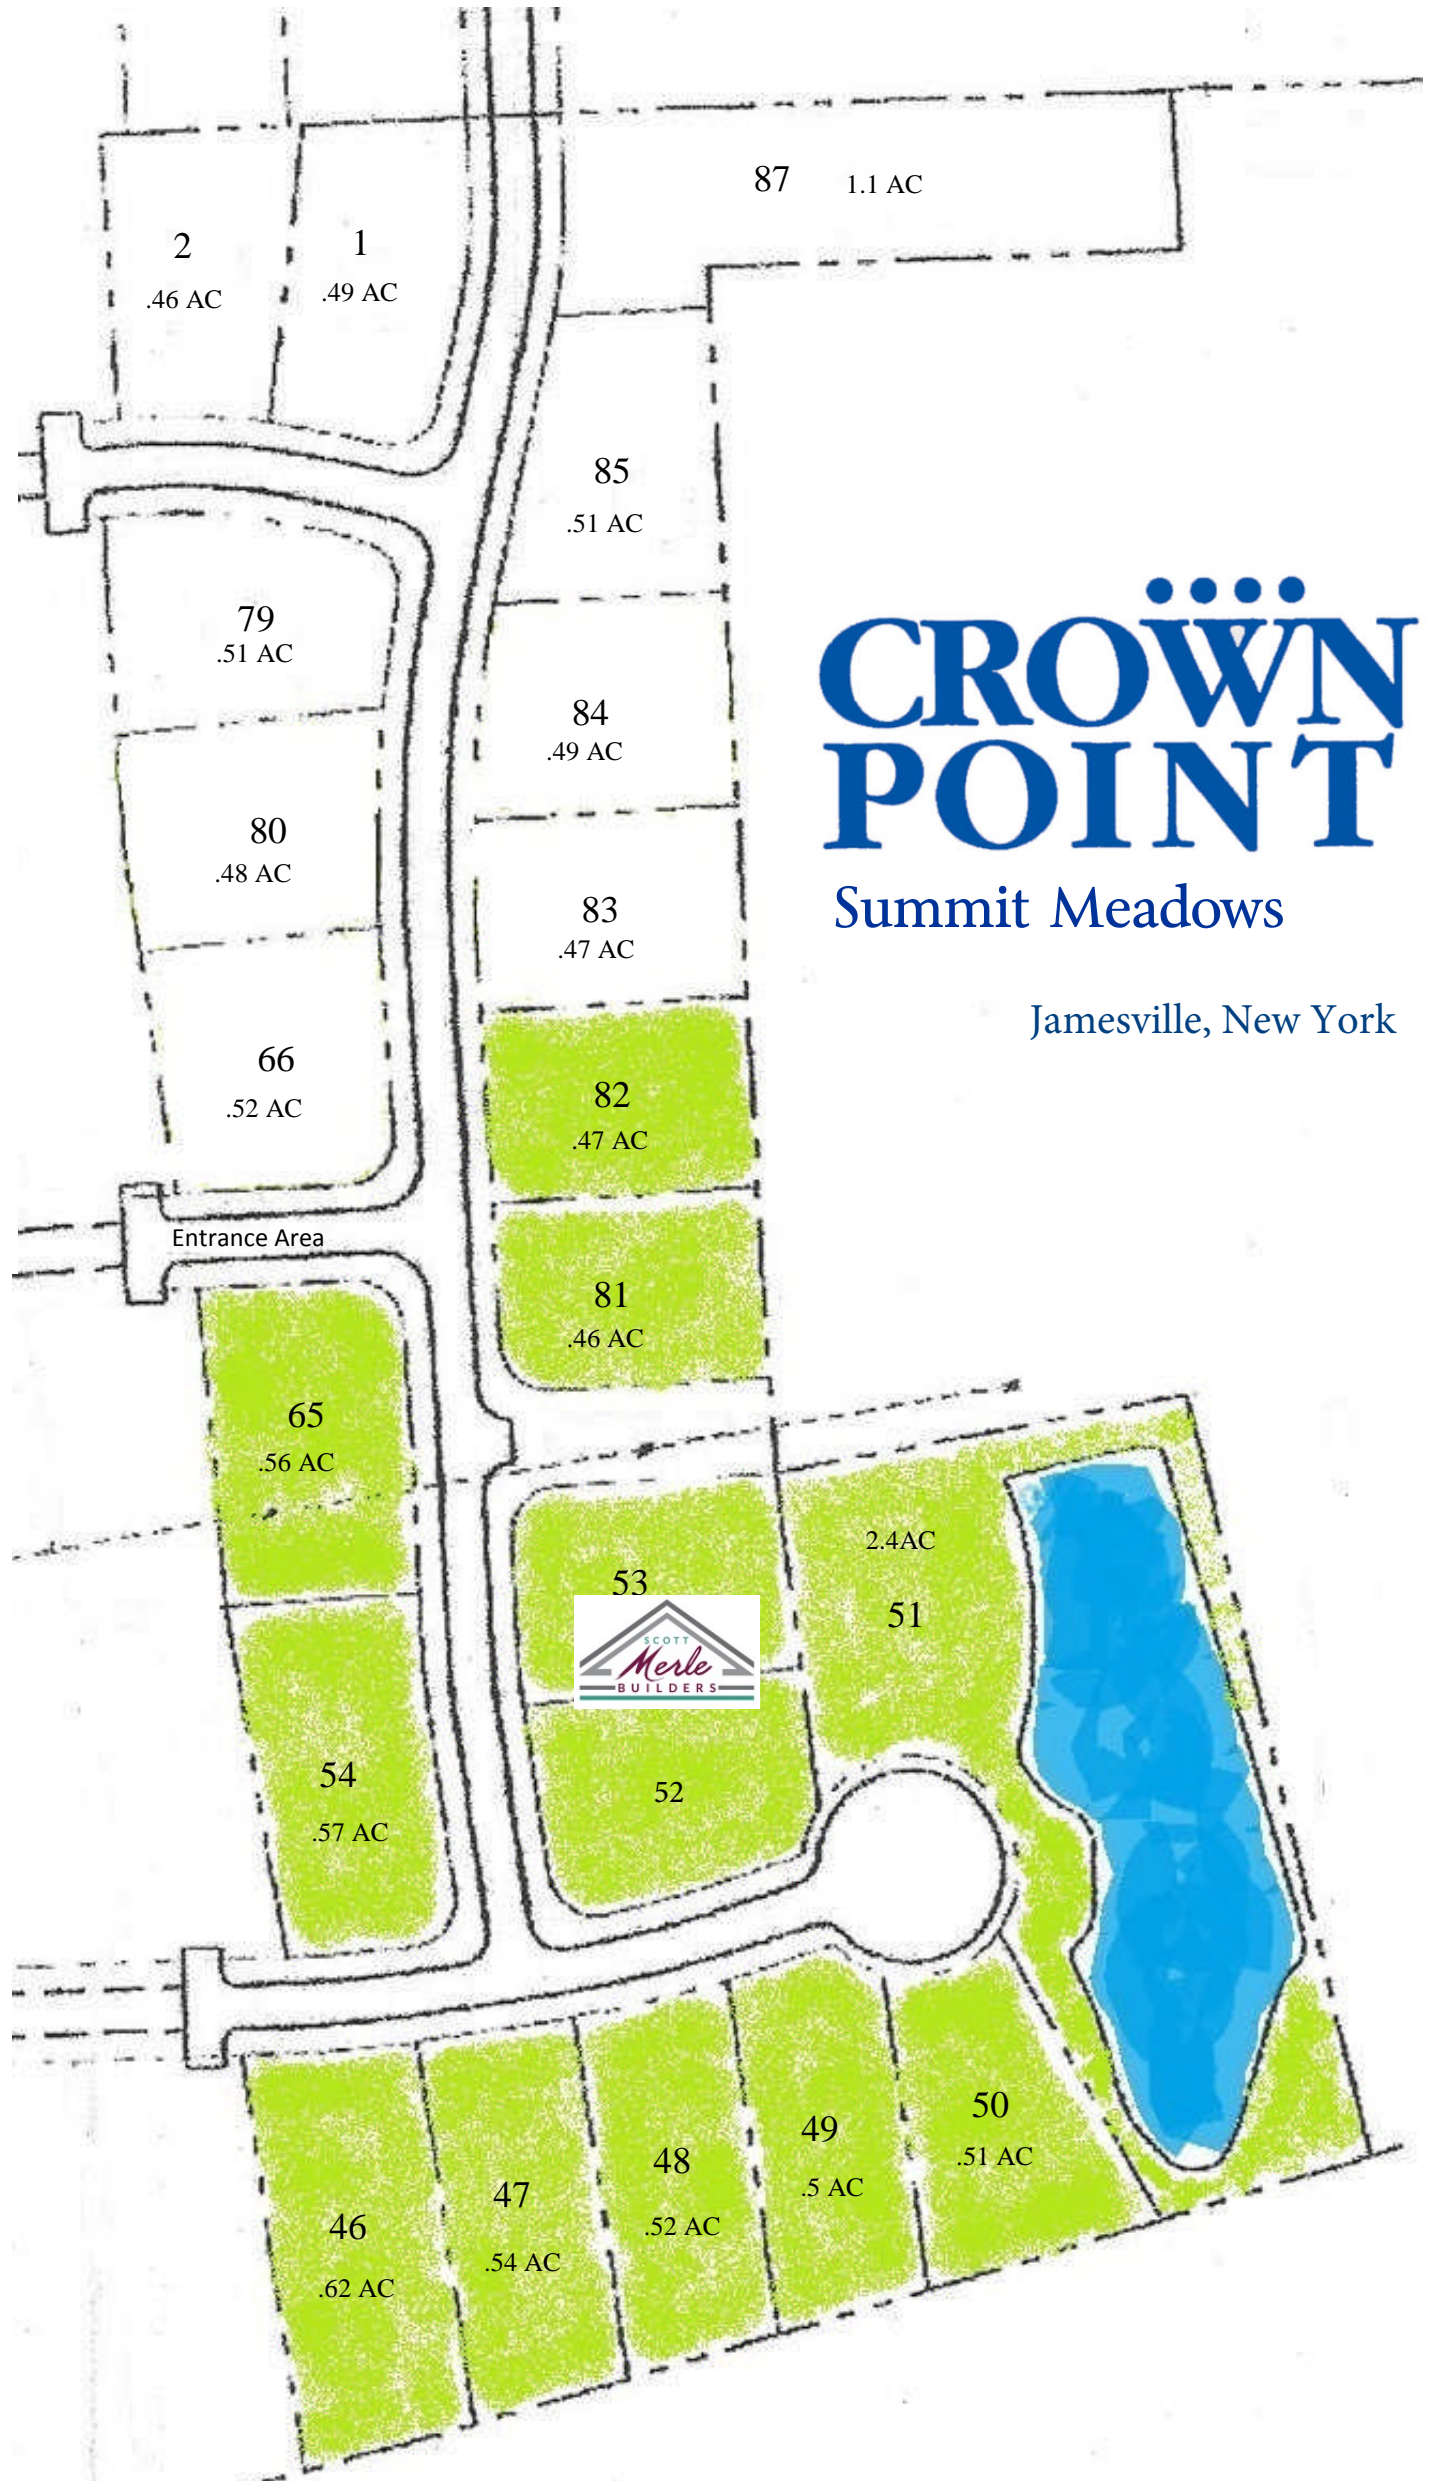 87 1.1 AC
2
.46 AC
1
.49 AC
85
.51 AC
79
.51 AC
84
.49 AC
CROWN
POINT
Summit Meadows
Jamesville, New York
80
.48 AC
83
.47 AC
66
.52 AC
82
.47 AC
Entrance Area
81
.46 AC
65
.56 AC
53
SCOTT
Merle
BUILDERS
2.4AC
51
54
.57 AC
52
46
.62 AC
47
.54 AC
48
.52 AC
49
.5 AC
50
.51 AC